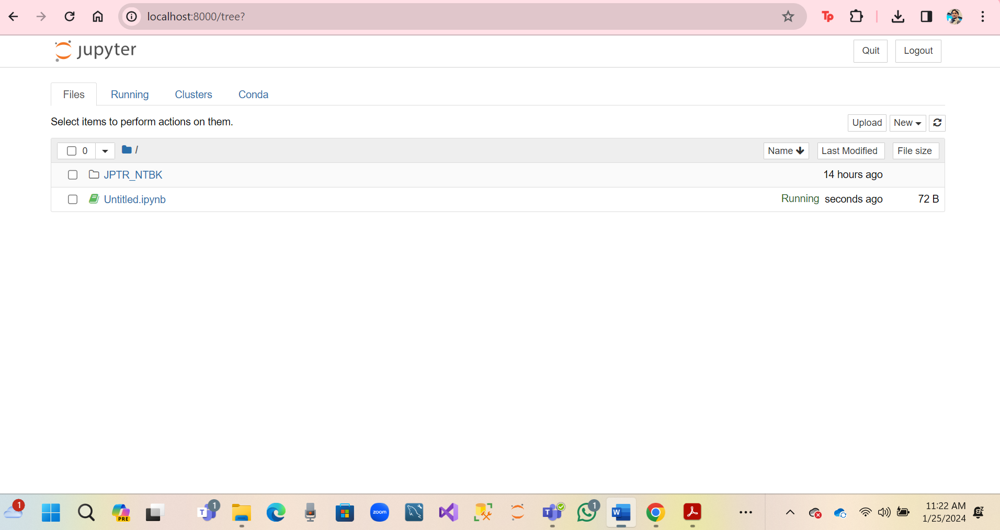 localhost:8000/tree?
Tp
jupyter
Quit
Logout
Files
Running
Clusters
Conda
Select items to perform actions on them.
Upload
New
0
/
Name
Last Modified
File size
JPTR_NTBK
14 hours ago
Untitled.ipynb
Running
seconds ago
72 B
1
PRE
T
1
zoom
T
1
W
11:22 AM
1/25/2024